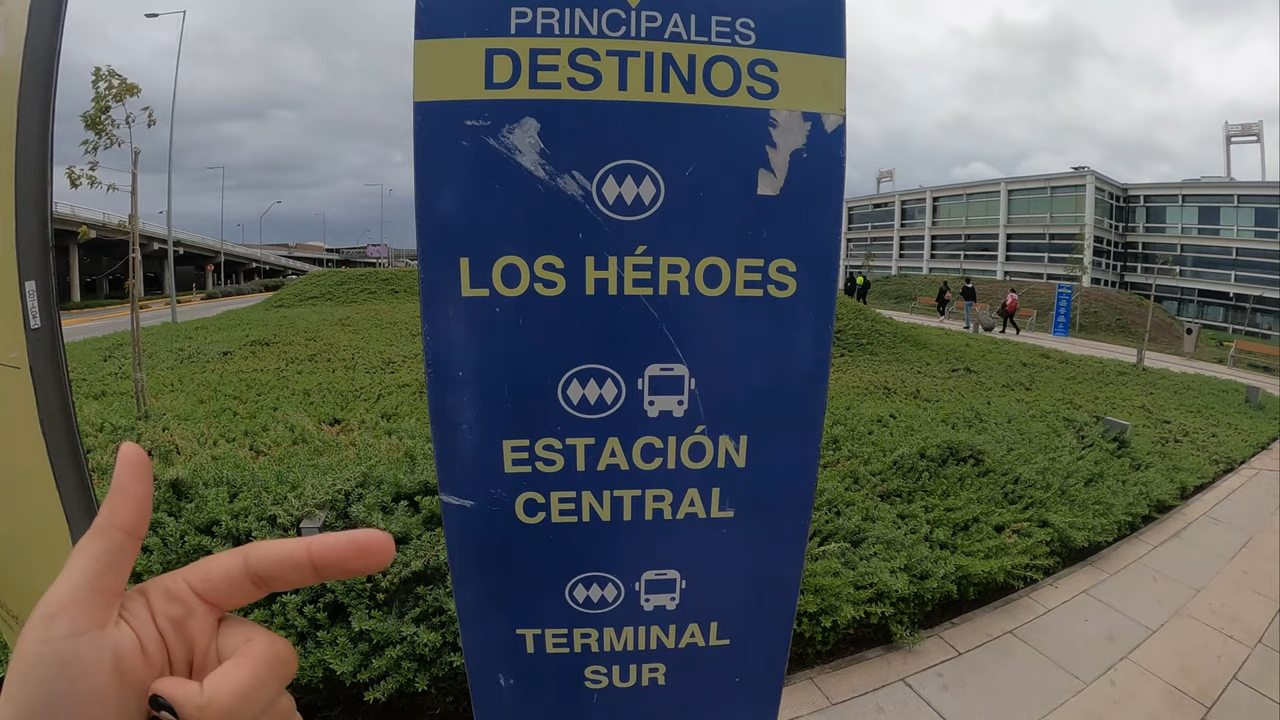 PRINCIPALES
DESTINOS
LOS HÉROES
ESTACIÓN
CENTRAL
TERMINAL
SUR